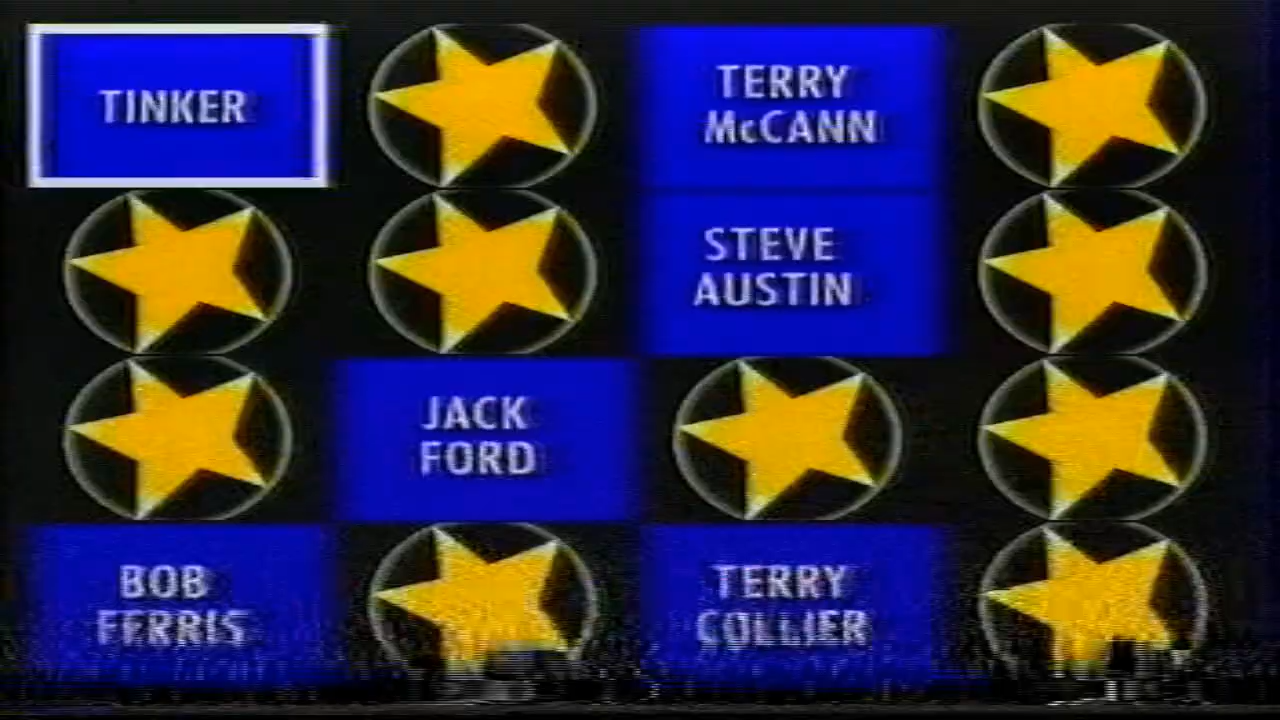 TINKER
TERRY
McCANN
STEVE
AUSTIN
JACK
FORD
BOB
FERRIS
TERRY
COLLIER